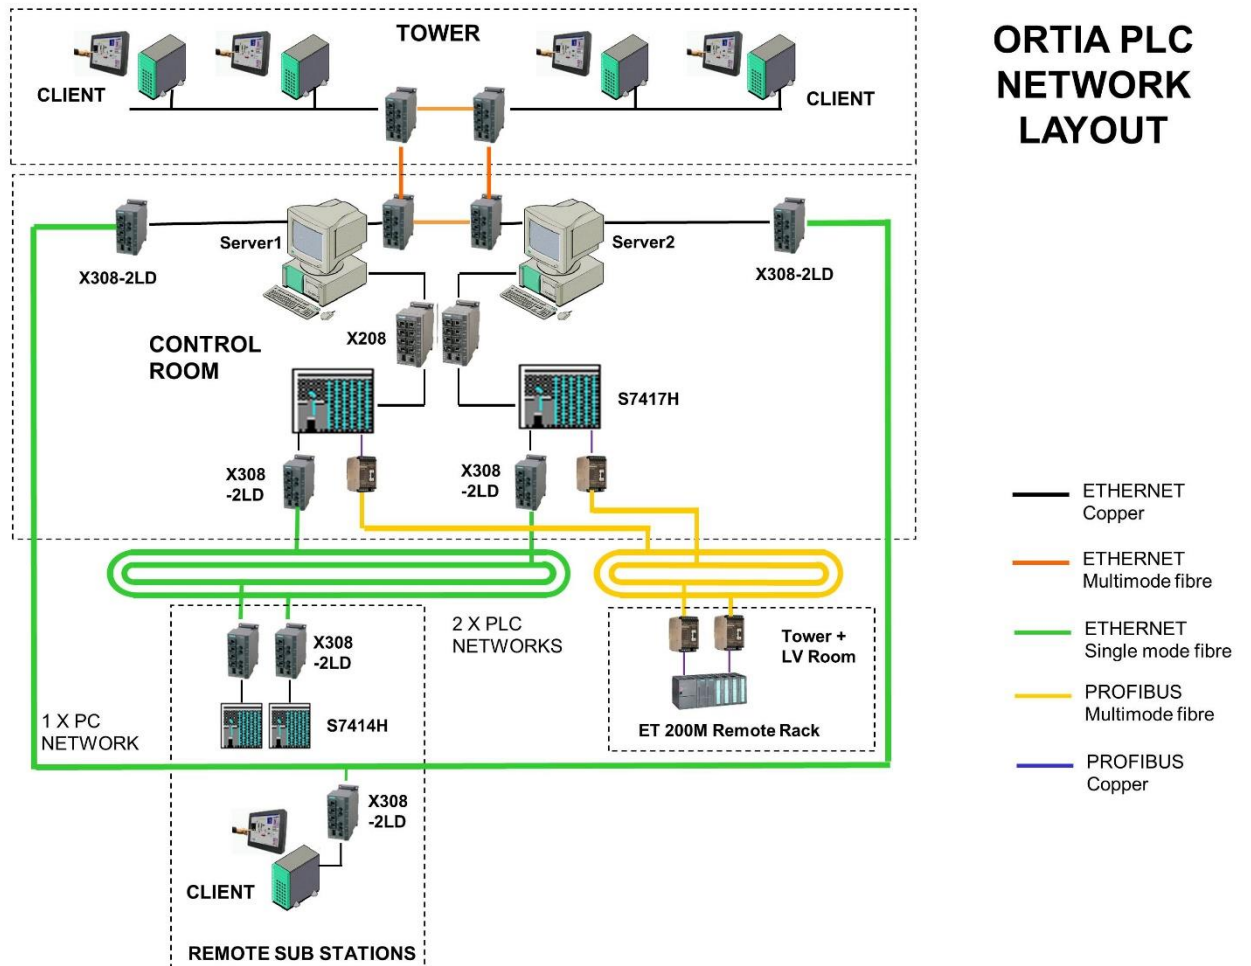 ORTIA PLC
NETWORK
LAYOUT
TOWER
CLIENT
CLIENT
Server1
Server2
X308-2LD
X308-2LD
X208
CONTROL
ROOM
S7417H
X308
-2LD
X308
-2LD
ETHERNET
Copper
ETHERNET
Multimode fibre
ETHERNET
Single mode fibre
PROFIBUS
Multimode fibre
PROFIBUS
Copper
2 X PLC
NETWORKS
X308
-2LD
Tower +
LV Room
S7414H
ET 200M Remote Rack
1 X PC
NETWORK
X308
-2LD
CLIENT
REMOTE SUB STATIONS